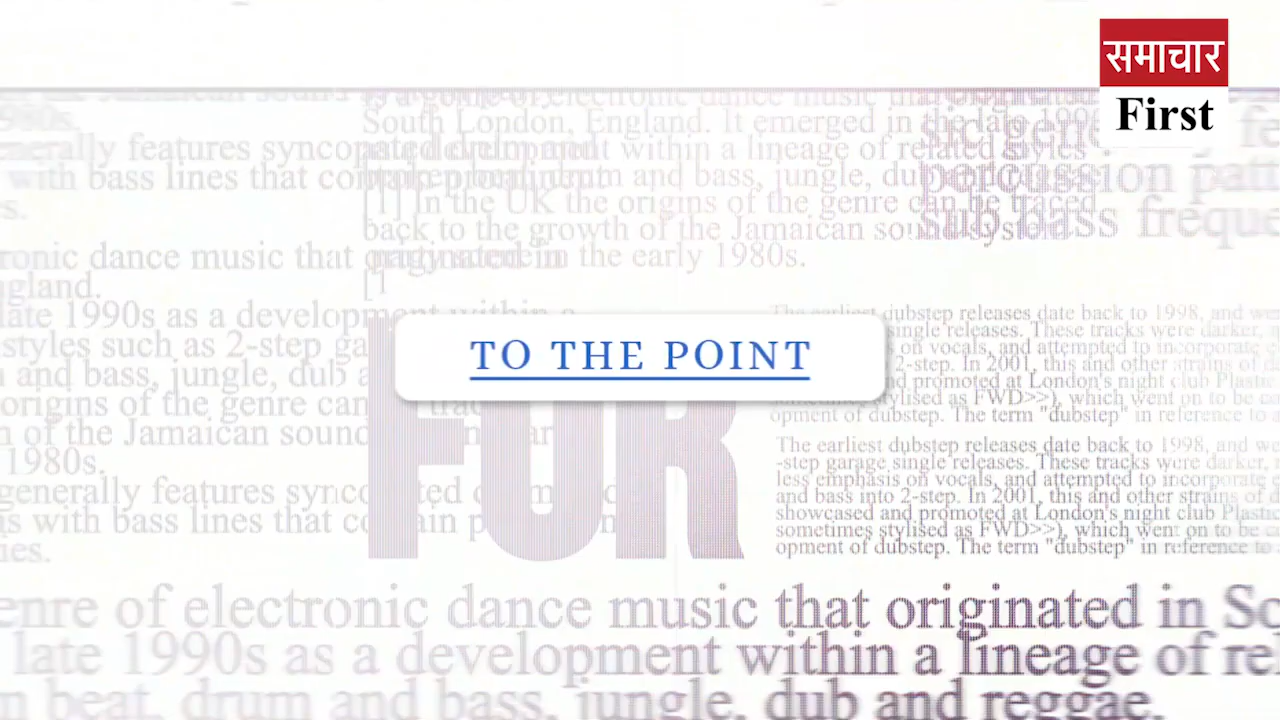 समाचार
First
South London, England. It emerged in the late 1990s
[1] In the UK the origins of the genre can be traced
back to the growth of the Jamaican sound system
in the early 1980s.
[1
generally features syncopated drum and
with bass lines that contain prominent
electronic dance music that originated in
England.
late 1990s as a development within a
styles such as 2-step
and bass, jungle, dub a
origins of the genre can
of the Jamaican sound
1980s.
generally features
with bass lines that
TO THE POINT
FUR
The earliest dubstep releases date back to 1998, and we
single releases. These tracks were darker,
on vocals, and attempted to incorporate
2-step. In 2001, this and other strains of d
nd promoted at London's night club Plastic
sometimes stylised as FWD>>), which went on to be
opment of dubstep. The term "dubstep" in reference to a
The earliest dubstep releases date back to 1998, and we
-step garage single releases. These tracks were darker,
less emphasis on vocals, and attempted to incorporate
and bass into 2-step. In 2001, this and other strains of d
showcased and promoted at London's night club Plastic
sometimes stylised as FWD>>), which went on to be
opment of dubstep. The term "dubstep" in reference to
percussion patt
sub bass freque
enre of electronic dance music that originated in So
late 1990s as a development within a lineage of rel
beat, drum and bass, jungle, dub and reggae.